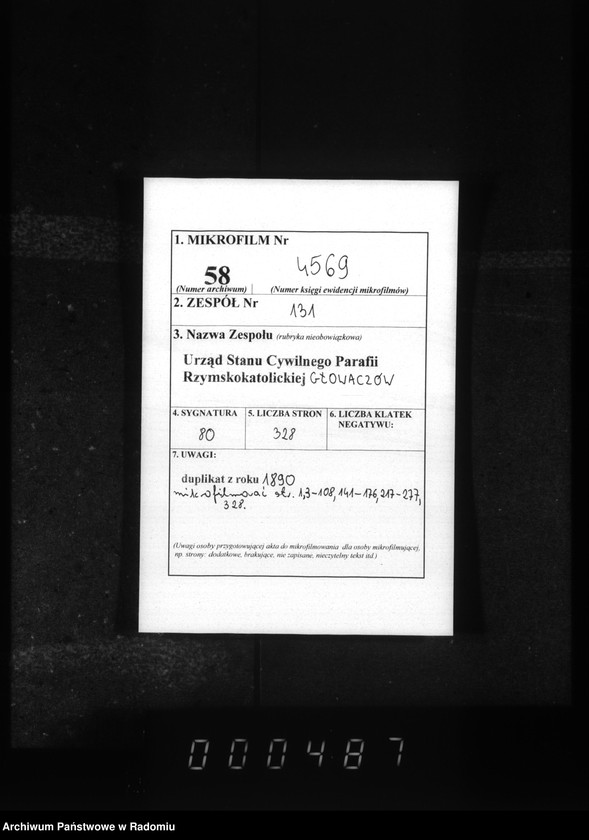 1. MIKROFILM Nr
58 4569
(Numer archiwum) (Numer księgi ewidencji mikrofilmów)
2. ZESPÓŁ Nr 131
3. Nazwa Zespołu (rubryka nieobowiązkowa)
Urząd Stanu Cywilnego Parafii
Rzymskokatolickiej GŁOWACZÓW
4. SYGNATURA 5. LICZBA STRON 6. LICZBA KLATEK
NEGATYWU:
80 328
7. UWAGI:
duplikat z roku 1890
mikrofilmować str. 1,3-108,141-176,217-277,
328.
(Uwagi osoby przygotowującej akta do mikrofilmowania dla osoby mikrofilmującej,
np. strony: dodatkowe, brakujące, nie zapisane, nieczytelny tekst itd.)
000487
Archiwum Państwowe w Radomiu